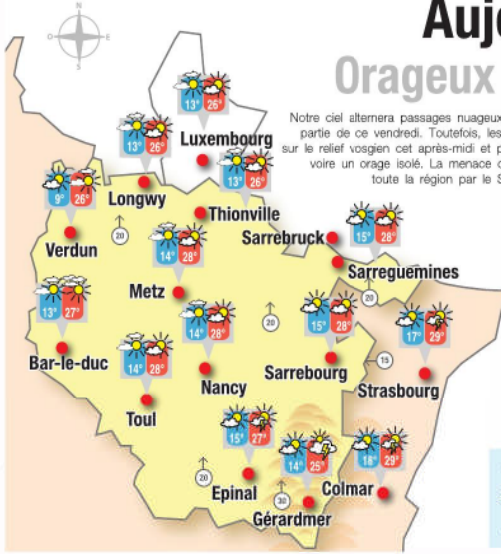 Aujo
Orageux
Notre ciel alternera passages nuageux
partie de ce vendredi. Toutefois, les
sur le relief vosgien cet après-midi et p
voire un orage isolé. La menace o
toute la région par le S
N
O
E
S
13° 26°
Luxembourg
13° 26°
Longwy
13° 26°
Thionville
9° 26°
Verdun
20
15° 28°
Sarrebruck
Sarreguemines
20
14° 28°
Metz
13° 27°
Bar-le-duc
14° 28°
Nancy
20
15° 28°
Sarrebourg
17° 29°
Strasbourg
15
14° 28°
Toul
15° 27°
Epinal
20
14° 25°
Gérardmer
30
18° 29°
Colmar